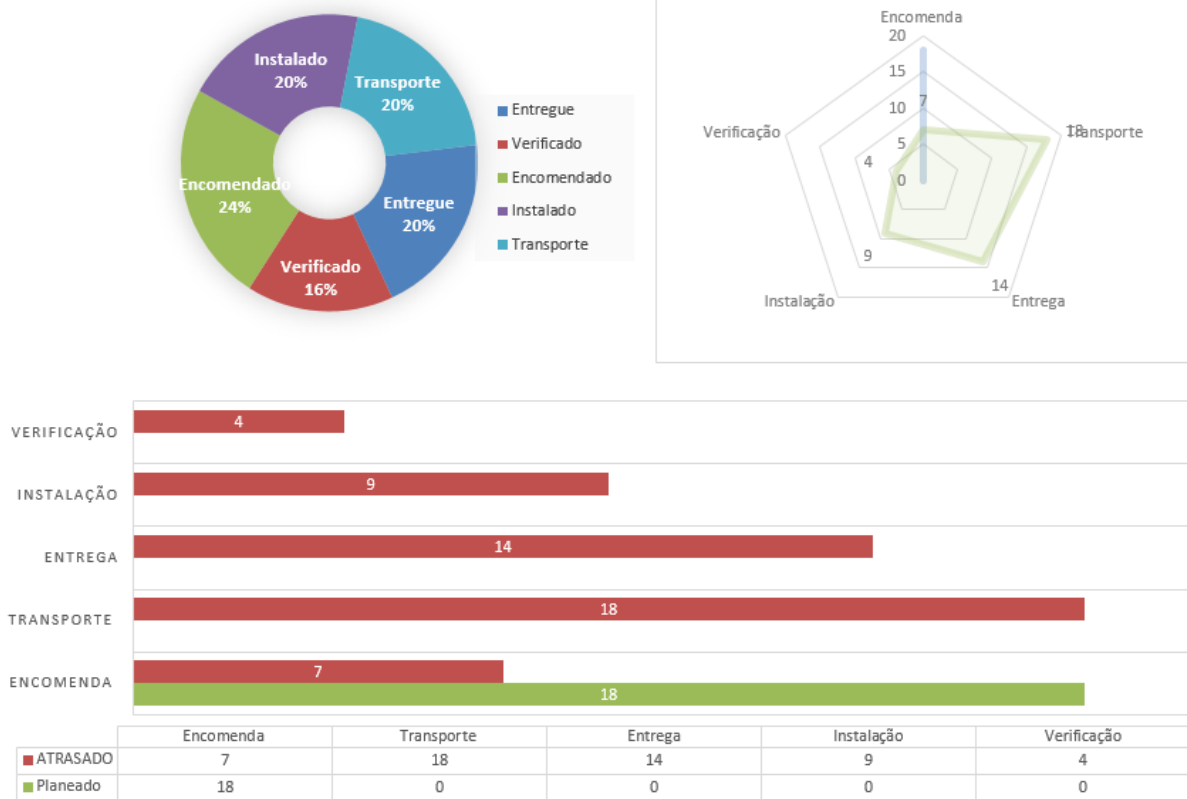 Instalado
20%
Transporte
20%
Encomendado
24%
Entregue
20%
Verificado
16%
Entregue
Verificado
Encomendado
Instalado
Transporte
Encomenda
20
15
10
5
0
7
18
Transporte
14
Entrega
9
Instalação
4
Verificação
VERIFICAÇÃO
4
INSTALAÇÃO
9
ENTREGA
14
TRANSPORTE
18
ENCOMENDA
7
18
Encomenda Transporte Entrega Instalação Verificação
ATRASADO 7 18 14 9 4
Planeado 18 0 0 0 0